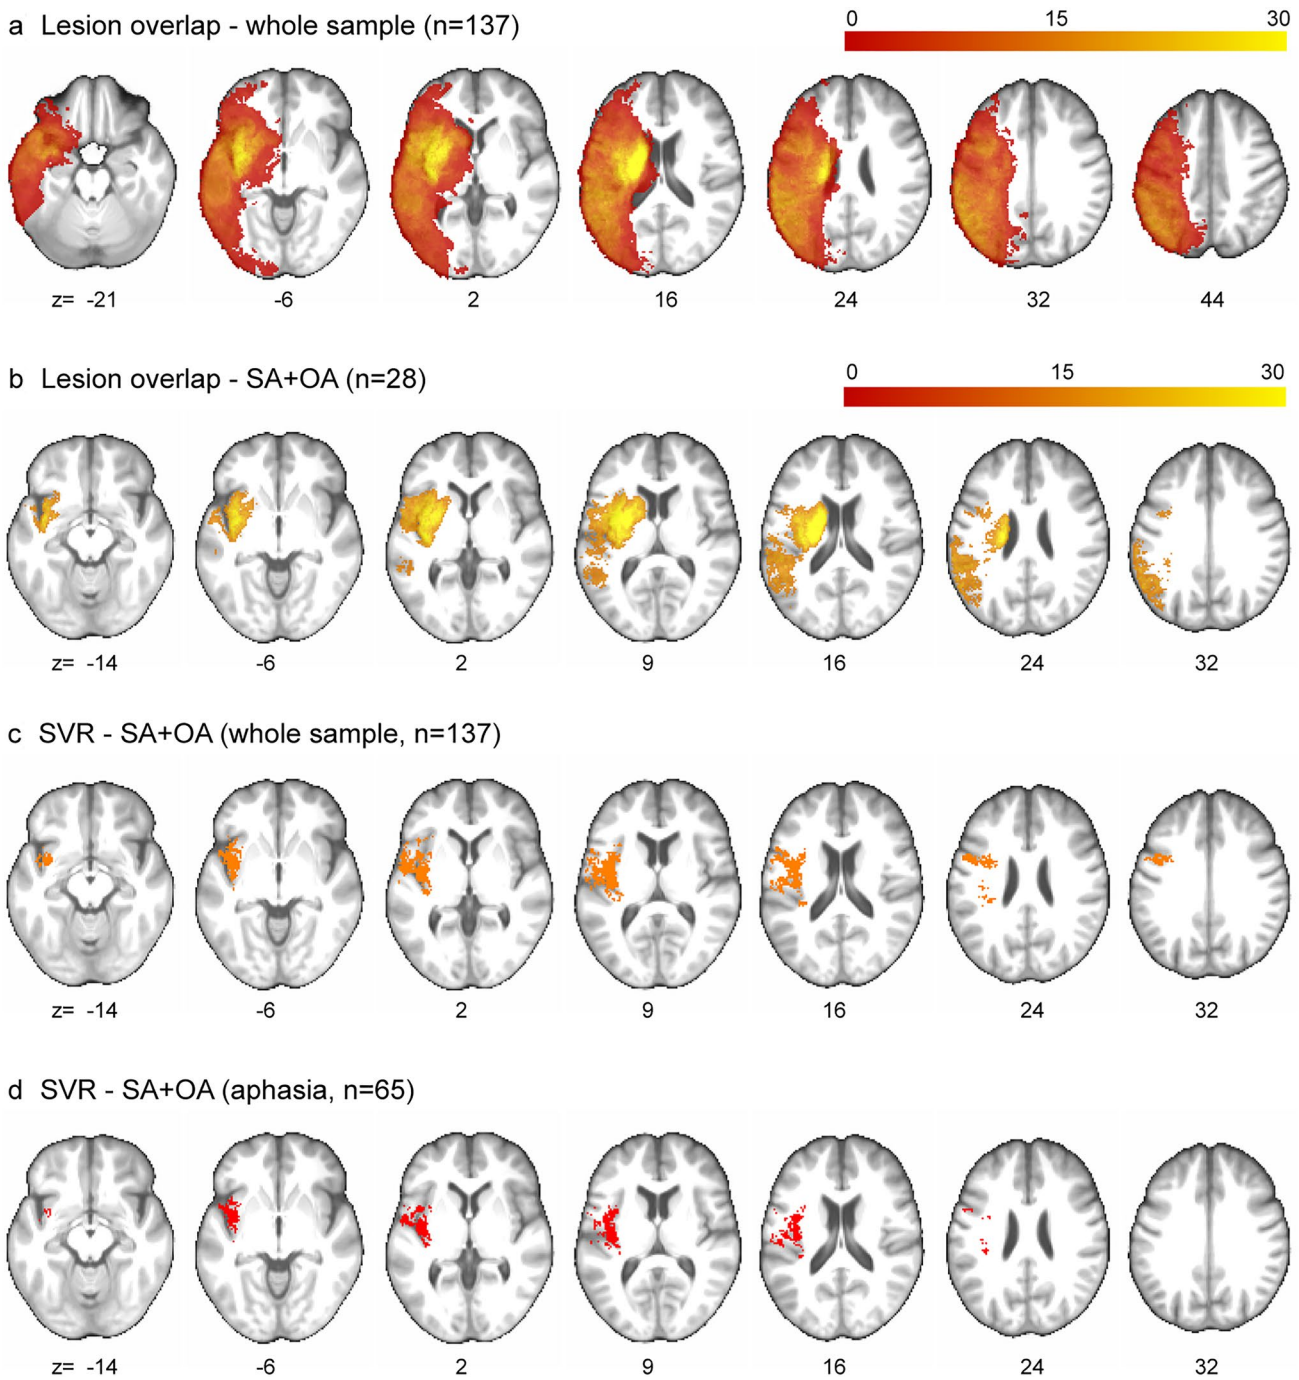 a Lesion overlap - whole sample (n=137)
0 15 30
z= -21 -6 2 16 24 32 44
b Lesion overlap - SA+OA (n=28)
0 15 30
z= -14 -6 2 9 16 24 32
c SVR - SA+OA (whole sample, n=137)
z= -14 -6 2 9 16 24 32
d SVR - SA+OA (aphasia, n=65)
z= -14 -6 2 9 16 24 32